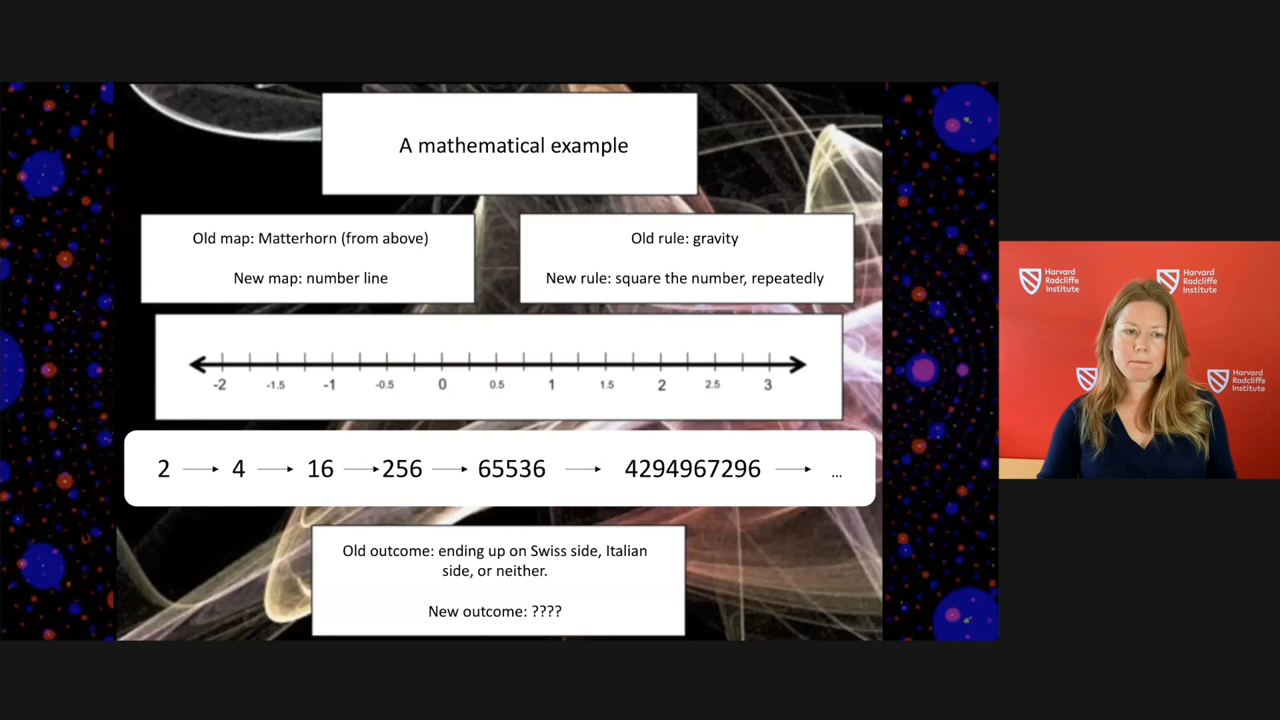 A mathematical example
Old map: Matterhorn (from above)
New map: number line
Old rule: gravity
New rule: square the number, repeatedly
-2 -1.5 -1 -0.5 0 0.5 1 1.5 2 2.5 3
2 4 16 256 65536 4294967296 ...
Old outcome: ending up on Swiss side, Italian
side, or neither.
New outcome: ????
Harvard
Radcliffe
Institute
Harvard
Radcliffe
Institute
Harvard
Radcliffe
Institute